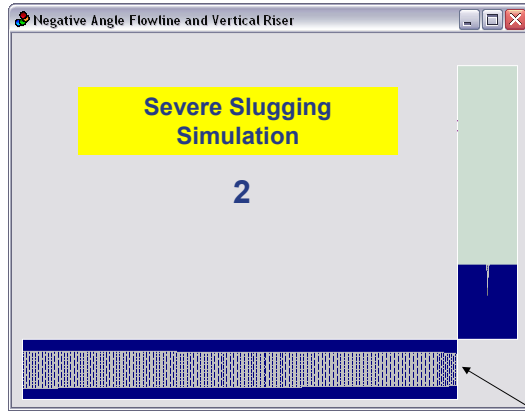 Negative Angle Flowline and Vertical Riser
Severe Slugging
Simulation
2